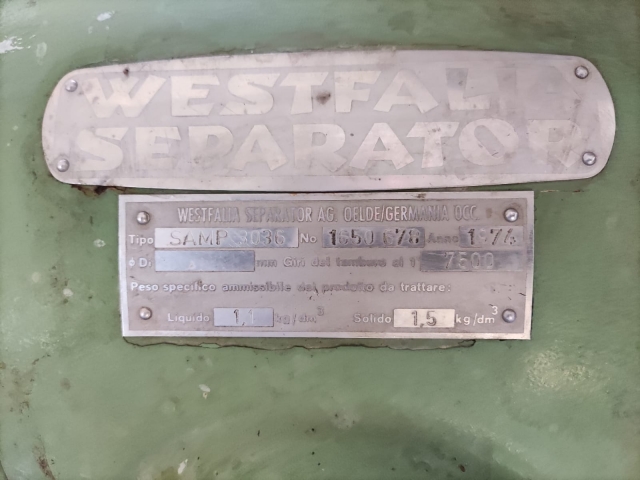 WESTFALIA
SEPARATOR
WESTFALIA SEPARATOR AG OELDE/GERMANIA OCC.
Tipo SAMP 3036 No 1650 678 Anno 1974
mm Giri del tamburo al 1' 7500
Peso specifico ammissibile del prodotto da trattare:
Liquido 1,1 kg/dm³ Solido 1,5 kg/dm³